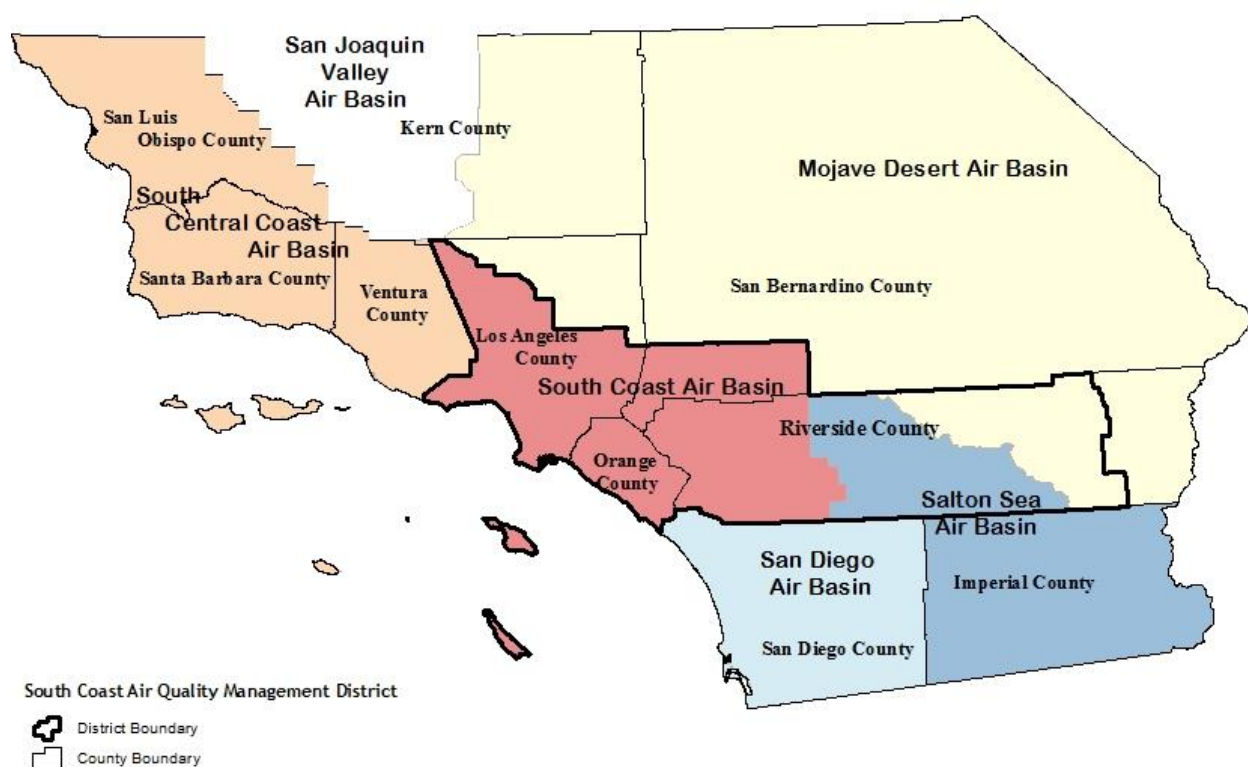 San Joaquin
Valley
Air Basin
San Luis
Obispo County
Kern County
Mojave Desert Air Basin
South
Central Coast
Air Basin
Santa Barbara County
Ventura
County
San Bernardino County
Los Angeles
County
South Coast Air Basin
Riverside County
Orange
County
Salton Sea
Air Basin
San Diego
Air Basin
Imperial County
San Diego County
South Coast Air Quality Management District
District Boundary
County Boundary